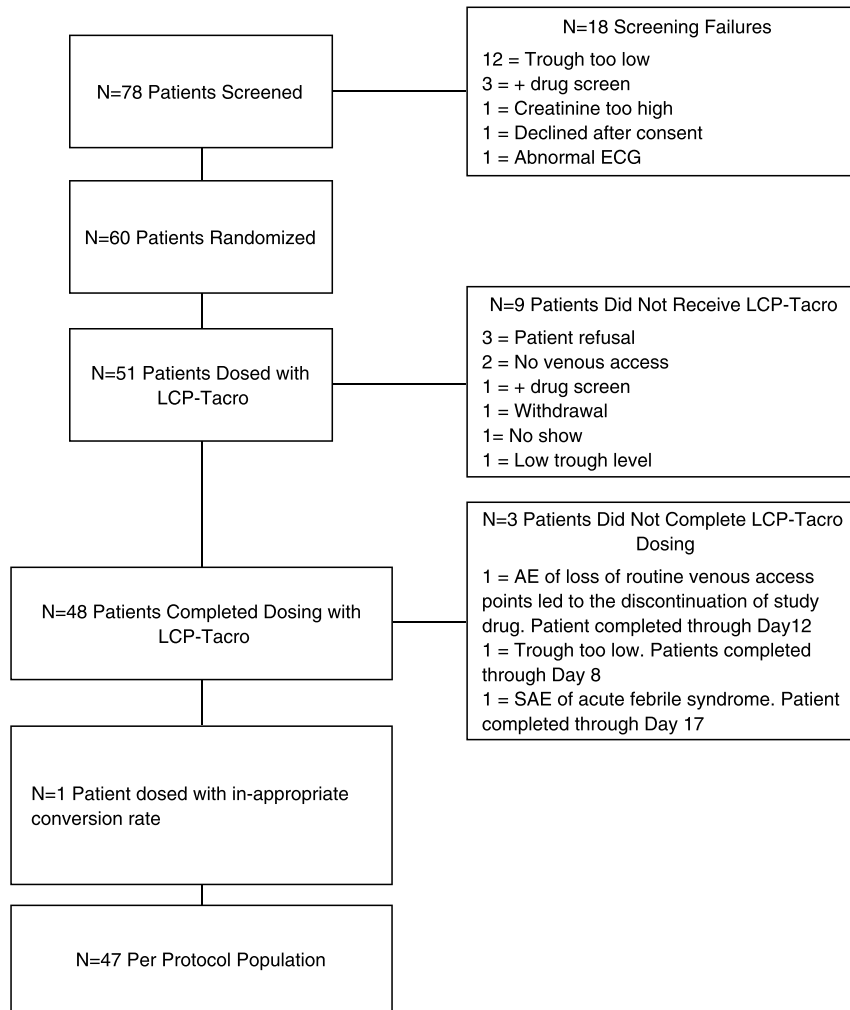 N=78 Patients Screened
N=18 Screening Failures
12 = Trough too low
3 = + drug screen
1 = Creatinine too high
1 = Declined after consent
1 = Abnormal ECG
N=60 Patients Randomized
N=51 Patients Dosed with
LCP-Tacro
N=9 Patients Did Not Receive LCP-Tacro
3 = Patient refusal
2 = No venous access
1 = + drug screen
1 = Withdrawal
1= No show
1 = Low trough level
N=48 Patients Completed Dosing with
LCP-Tacro
N=3 Patients Did Not Complete LCP-Tacro
Dosing
1 = AE of loss of routine venous access
points led to the discontinuation of study
drug. Patient completed through Day12
1 = Trough too low. Patients completed
through Day 8
1 = SAE of acute febrile syndrome. Patient
completed through Day 17
N=1 Patient dosed with in-appropriate
conversion rate
N=47 Per Protocol Population